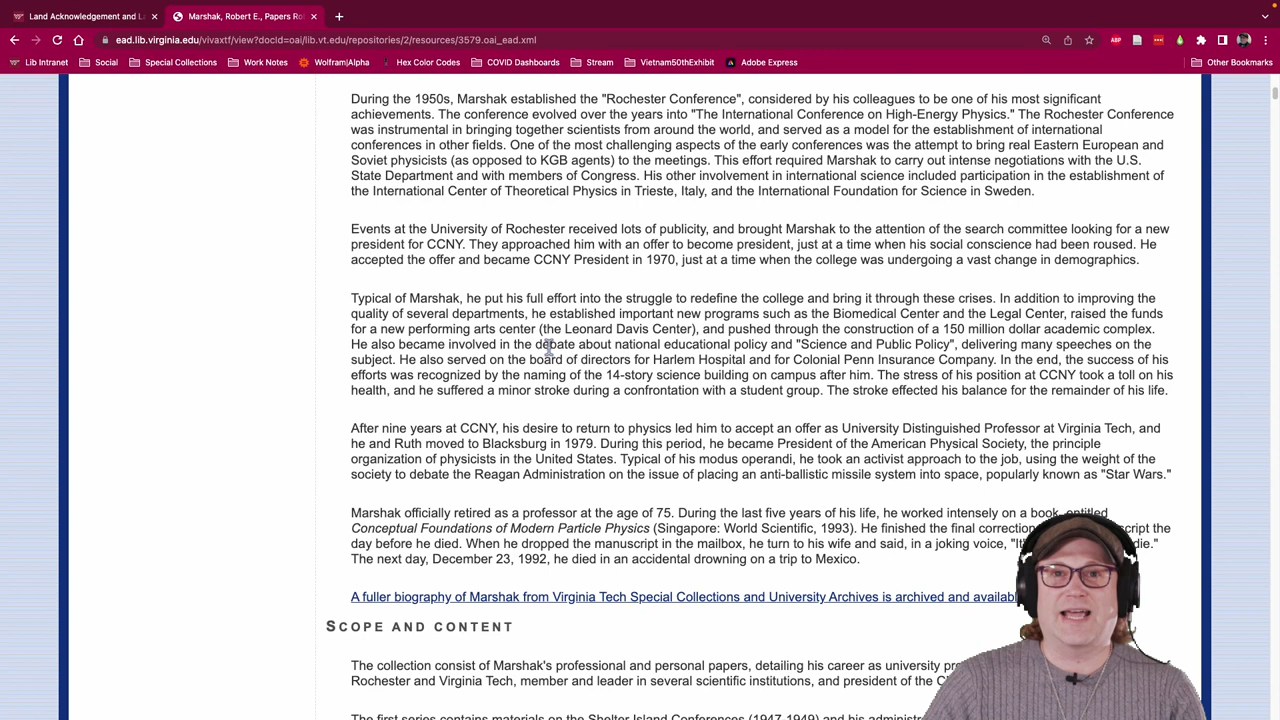 Land Acknowledgement and La
Marshak, Robert E., Papers Rob
ead.lib.virginia.edu/vivaxtf/view?docId=oai/lib.vt.edu/repositories/2/resources/3579.oai_ead.xml
ABP
Lib Intranet Social Special Collections Work Notes Wolfram|Alpha Hex Color Codes COVID Dashboards Stream Vietnam50thExhibit Adobe Express Other Bookmarks
During the 1950s, Marshak established the "Rochester Conference", considered by his colleagues to be one of his most significant
achievements. The conference evolved over the years into "The International Conference on High-Energy Physics." The Rochester Conference
was instrumental in bringing together scientists from around the world, and served as a model for the establishment of international
conferences in other fields. One of the most challenging aspects of the early conferences was the attempt to bring real Eastern European and
Soviet physicists (as opposed to KGB agents) to the meetings. This effort required Marshak to carry out intense negotiations with the U.S.
State Department and with members of Congress. His other involvement in international science included participation in the establishment of
the International Center of Theoretical Physics in Trieste, Italy, and the International Foundation for Science in Sweden.
Events at the University of Rochester received lots of publicity, and brought Marshak to the attention of the search committee looking for a new
president for CCNY. They approached him with an offer to become president, just at a time when his social conscience had been roused. He
accepted the offer and became CCNY President in 1970, just at a time when the college was undergoing a vast change in demographics.
Typical of Marshak, he put his full effort into the struggle to redefine the college and bring it through these crises. In addition to improving the
quality of several departments, he established important new programs such as the Biomedical Center and the Legal Center, raised the funds
for a new performing arts center (the Leonard Davis Center), and pushed through the construction of a 150 million dollar academic complex.
He also became involved in the debate about national educational policy and "Science and Public Policy", delivering many speeches on the
subject. He also served on the board of directors for Harlem Hospital and for Colonial Penn Insurance Company. In the end, the success of his
efforts was recognized by the naming of the 14-story science building on campus after him. The stress of his position at CCNY took a toll on his
health, and he suffered a minor stroke during a confrontation with a student group. The stroke effected his balance for the remainder of his life.
After nine years at CCNY, his desire to return to physics led him to accept an offer as University Distinguished Professor at Virginia Tech, and
he and Ruth moved to Blacksburg in 1979. During this period, he became President of the American Physical Society, the principle
organization of physicists in the United States. Typical of his modus operandi, he took an activist approach to the job, using the weight of the
society to debate the Reagan Administration on the issue of placing an anti-ballistic missile system into space, popularly known as "Star Wars."
Marshak officially retired as a professor at the age of 75. During the last five years of his life, he worked intensely on a book, entitled
Conceptual Foundations of Modern Particle Physics (Singapore: World Scientific, 1993). He finished the final correction script the
day before he died. When he dropped the manuscript in the mailbox, he turn to his wife and said, in a joking voice, die."
The next day, December 23, 1992, he died in an accidental drowning on a trip to Mexico.
A fuller biography of Marshak from Virginia Tech Special Collections and University Archives is archived and availabl
SCOPE AND CONTENT
The collection consist of Marshak's professional and personal papers, detailing his career as university pr of
Rochester and Virginia Tech, member and leader in several scientific institutions, and president of the C
The first series contains materials on the Shelter Island Conferences (1947-1949) and his administra